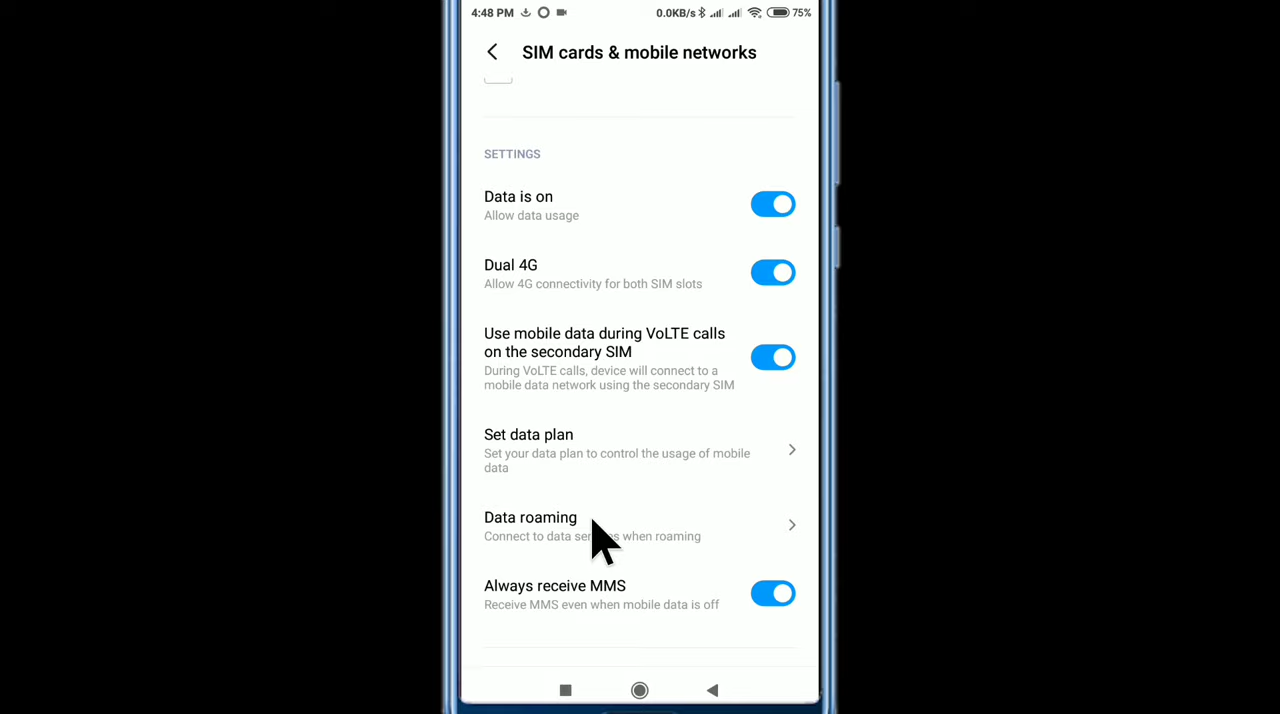 4:48 PM 0.0KB/s 75%
SIM cards & mobile networks
SETTINGS
Data is on
Allow data usage
Dual 4G
Allow 4G connectivity for both SIM slots
Use mobile data during VoLTE calls
on the secondary SIM
During VoLTE calls, device will connect to a
mobile data network using the secondary SIM
Set data plan
Set your data plan to control the usage of mobile
data
Data roaming
Connect to data services when roaming
Always receive MMS
Receive MMS even when mobile data is off